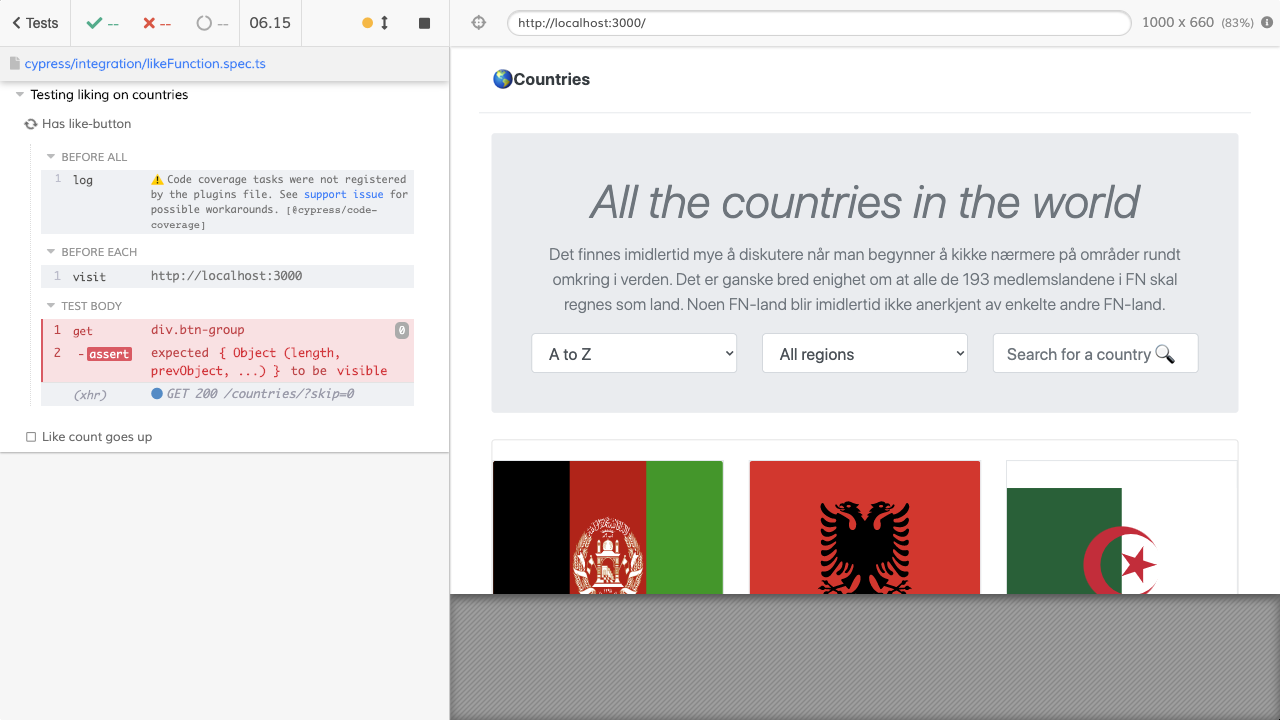 Tests
--
--
--
06.15
http://localhost:3000/
1000 x 660 (83%)
cypress/integration/likeFunction.spec.ts
Testing liking on countries
Has like-button
BEFORE ALL
1 log Code coverage tasks were not registered
by the plugins file. See support issue for
possible workarounds. [@cypress/code-
coverage]
BEFORE EACH
1 visit http://localhost:3000
TEST BODY
1 get div.btn-group 0
2 -assert expected { Object (length,
prevObject, ...) } to be visible
(xhr) GET 200 /countries/?skip=0
Like count goes up
Countries
All the countries in the world
Det finnes imidlertid mye å diskutere når man begynner å kikke nærmere på områder rundt
omkring i verden. Det er ganske bred enighet om at alle de 193 medlemslandene i FN skal
regnes som land. Noen FN-land blir imidlertid ikke anerkjent av enkelte andre FN-land.
A to Z
All regions
Search for a country 🔍